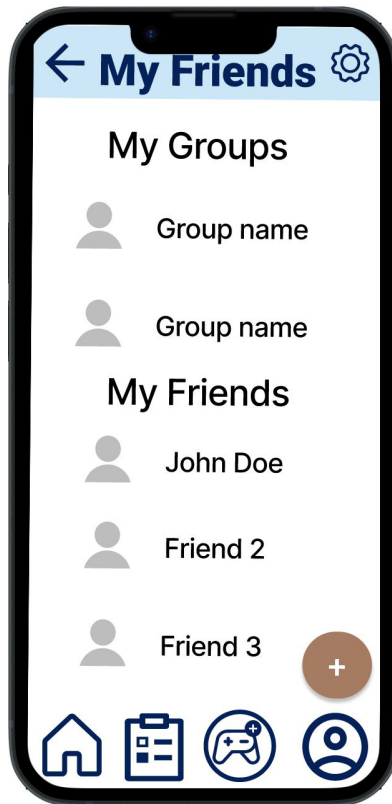 My Friends
My Groups
Group name
Group name
My Friends
John Doe
Friend 2
Friend 3
+